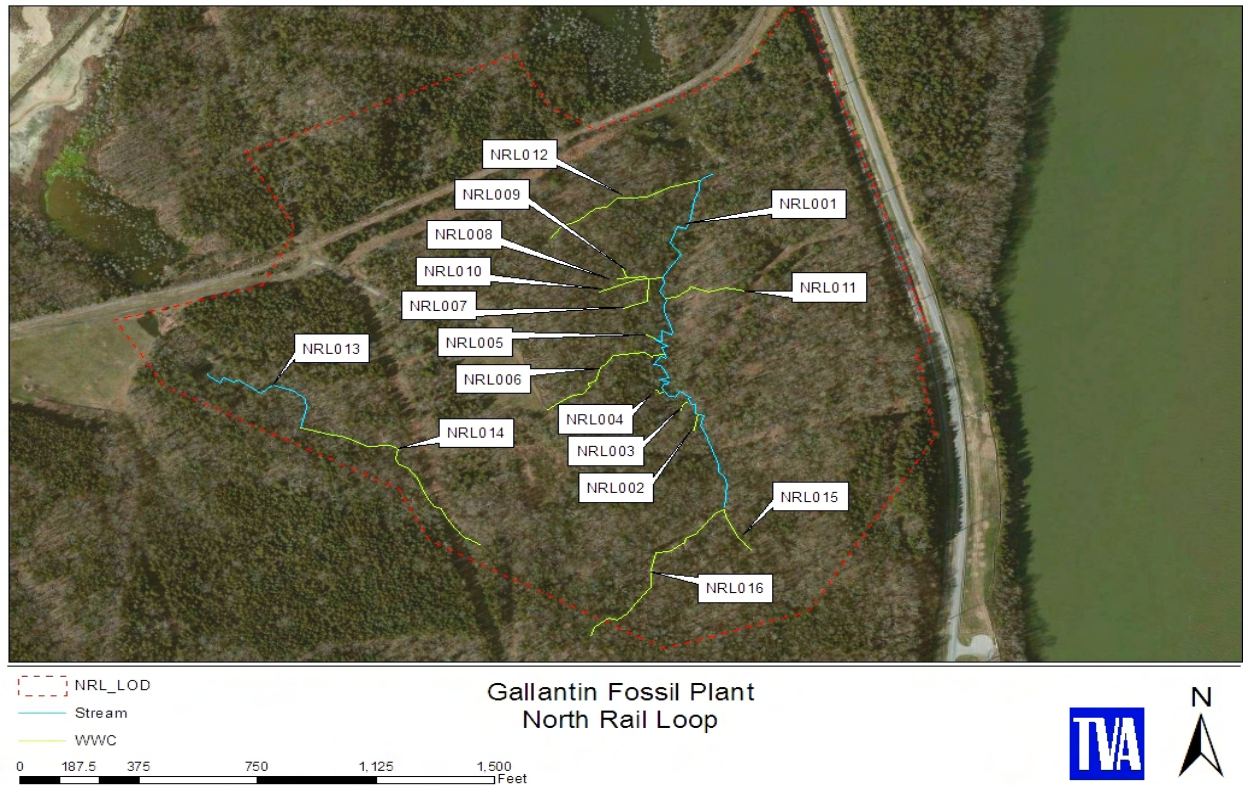 NRL012
NRL009
NRL001
NRL008
NRL010
NRL011
NRL007
NRL005
NRL013
NRL006
NRL004
NRL014
NRL003
NRL002
NRL015
NRL016
NRL_LOD
Stream
WWC
0 187.5 375 750 1,125 1,500
Feet
Gallantin Fossil Plant
North Rail Loop
TVA
N